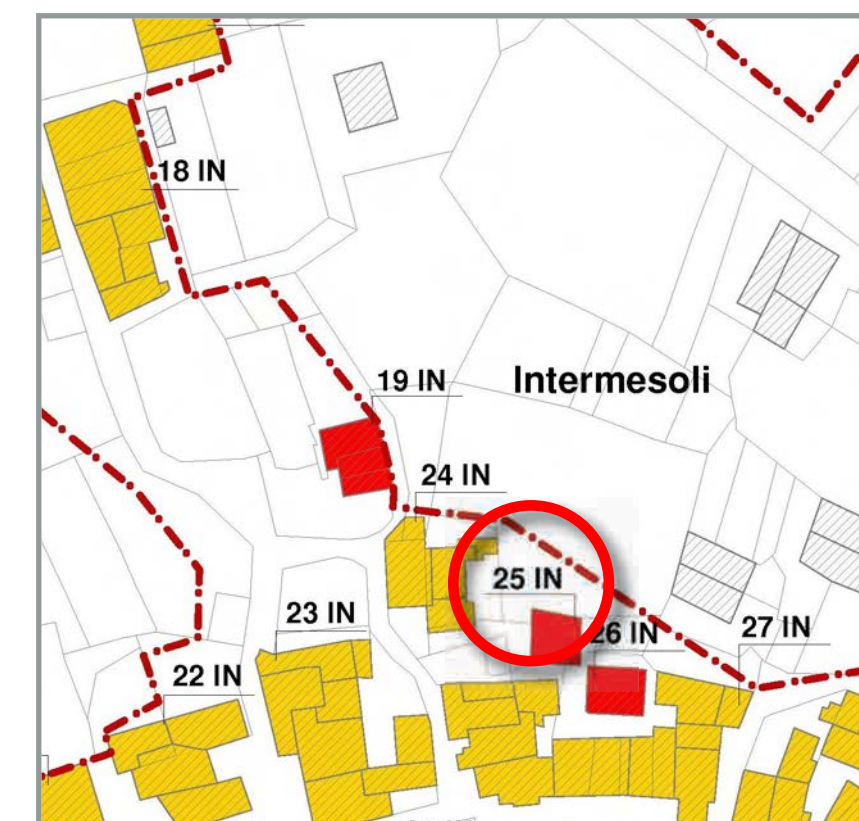 18 IN
19 IN
Intermesoli
24 IN
25 IN
23 IN
26 IN
27 IN
22 IN